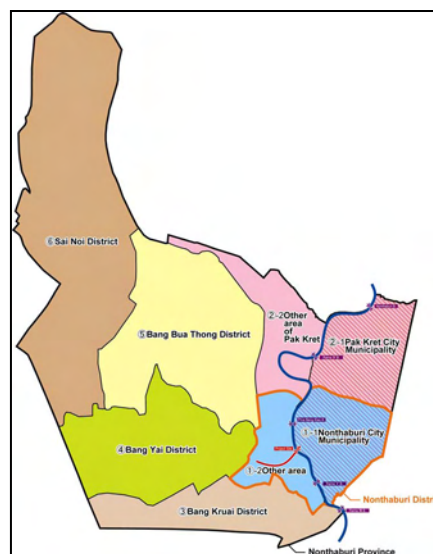 ⑥Sai Noi District
②-2Other
area
of
Pak Kret
②-1Pak Kret City
Municipality
⑤Bang Bua Thong District
①-1Nonthaburi City
Municipality
④Bang Yai District
①-2Other area
③Bang Kruai District
Nonthaburi Distri
Nonthaburi Province